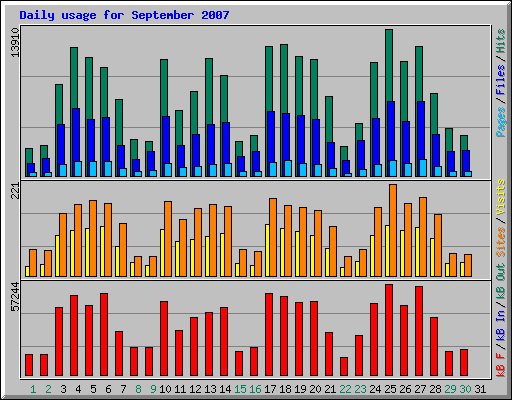 Daily usage for September 2007
13910
221
57244
Pages / Files / Hits
Sites / Visits
kB F / kB In / kB Out
1 2 3 4 5 6 7 8 9 10 11 12 13 14 15 16 17 18 19 20 21 22 23 24 25 26 27 28 29 30 31